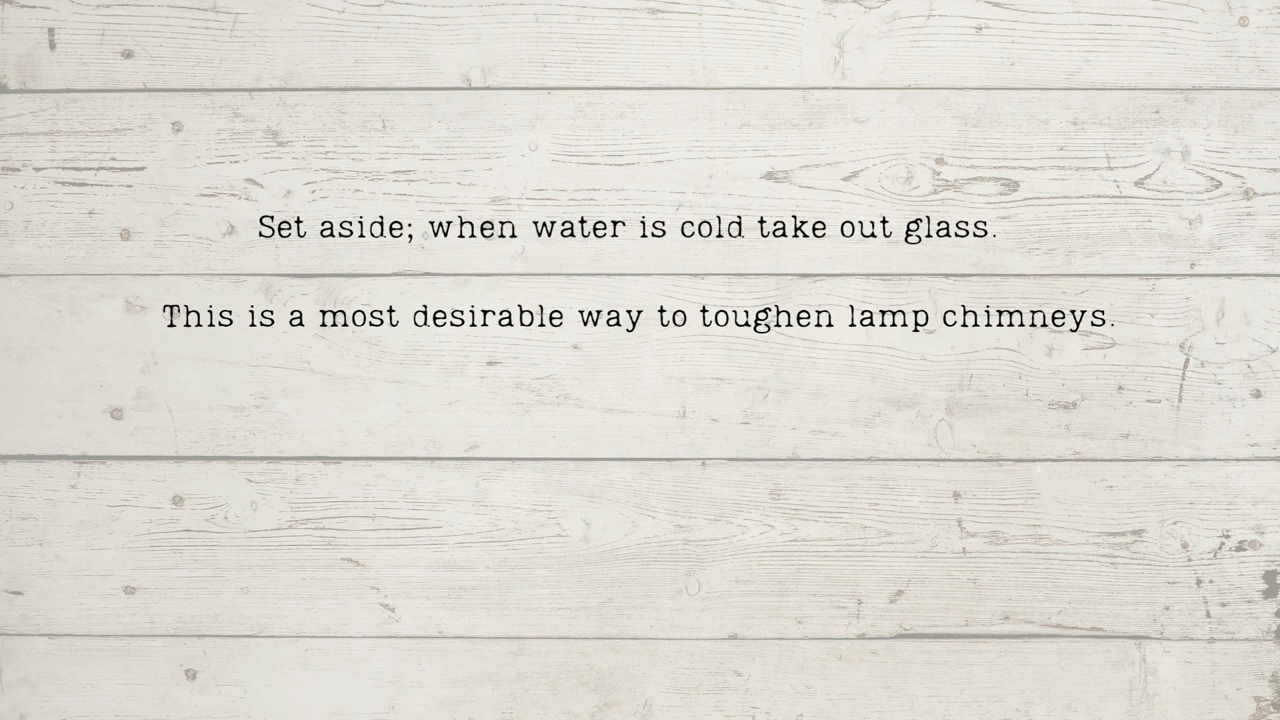 Set aside; when water is cold take out glass.
This is a most desirable way to toughen lamp chimneys.